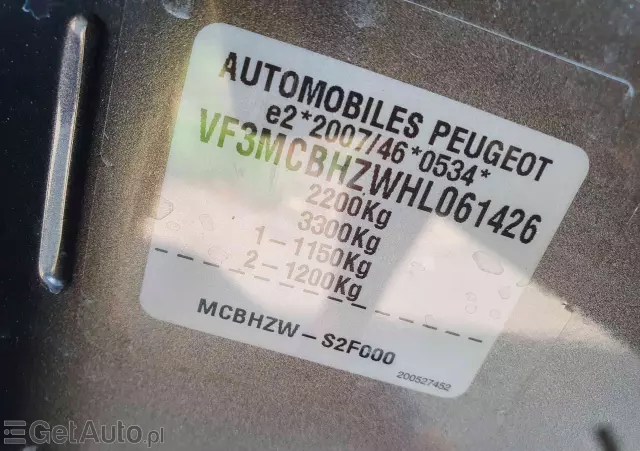 AUTOMOBILES PEUGEOT
e2*2007/46*0534*
VF3MCBHZWHL061426
2200Kg
3300Kg
1-1150Kg
2-1200Kg
MCBHZW-S2F000
200527452
GetAuto.pl